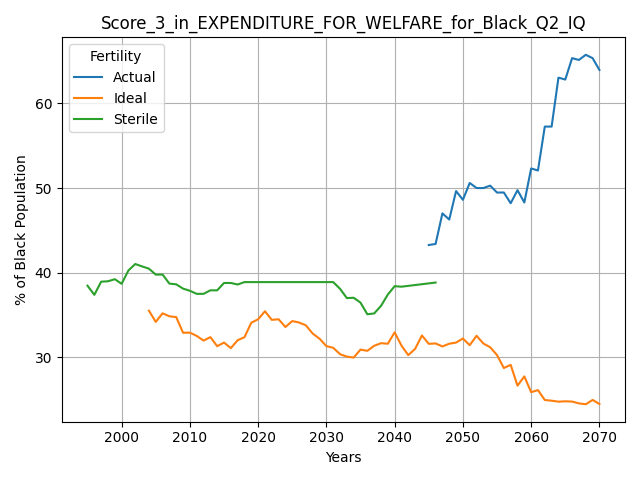 Score_3_in_EXPENDITURE_FOR_WELFARE_for_Black_Q2_IQ
Fertility
Actual
Ideal
Sterile
% of Black Population
60
50
40
30
2000
2010
2020
2030
2040
2050
2060
2070
Years